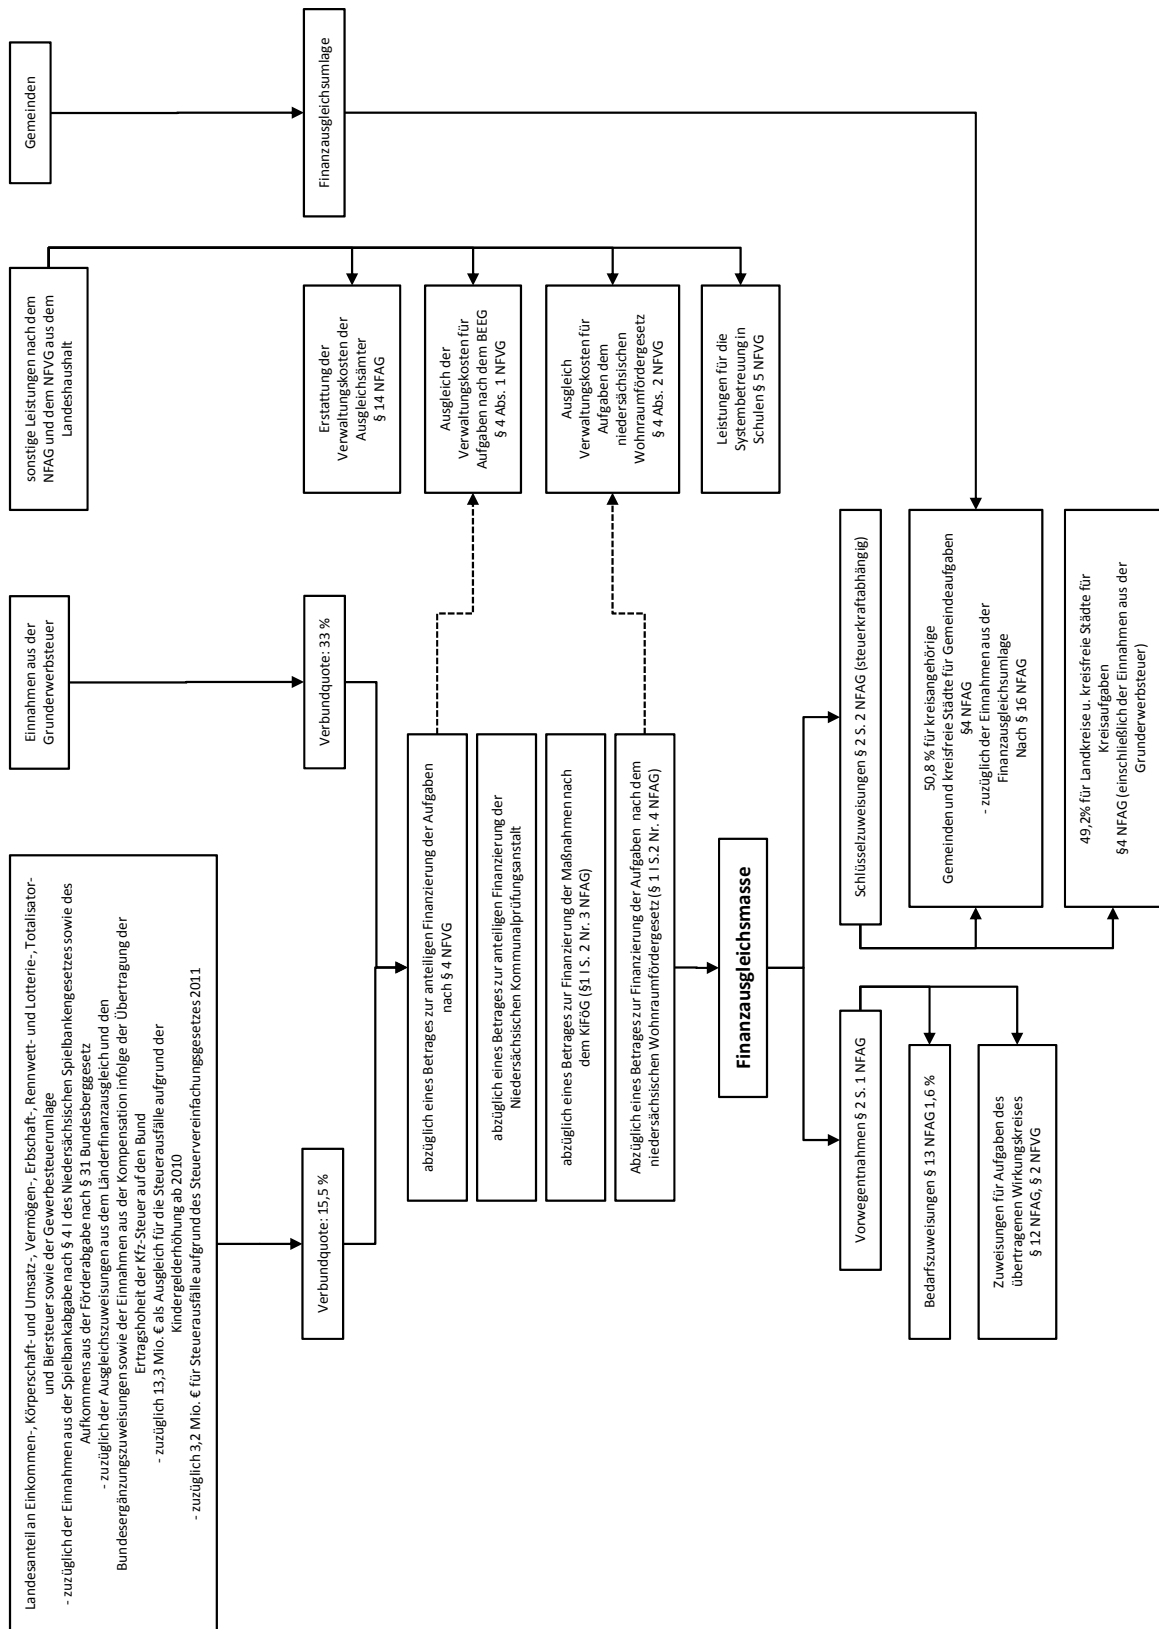 Landesanteil an Einkommen-, Körperschaft- und Umsatz-, Vermögen-, Erbschaft-, Rennwett- und Lotterie-, Totalisator-
und Biersteuer sowie der Gewerbesteuerumlage
- zuzüglich der Einnahmen aus der Spielbankabgabe nach § 4 I des Niedersächsischen Spielbankengesetzes sowie des
Aufkommens aus der Förderabgabe nach § 31 Bundesberggesetz
- zuzüglich der Ausgleichszuweisungen aus dem Länderfinanzausgleich und den
Bundesergänzungszuweisungen sowie der Einnahmen aus der Kompensation infolge der Übertragung der
Ertragshoheit der Kfz-Steuer auf den Bund
- zuzüglich 13,3 Mio. € als Ausgleich für die Steuerausfälle aufgrund der
Kindergelderhöhung ab 2010
- zuzüglich 3,2 Mio. € für Steuerausfälle aufgrund des Steuervereinfachungsgesetzes 2011
Einnahmen aus der
Grunderwerbsteuer
sonstige Leistungen nach dem
NFAG und dem NFVG aus dem
Landeshaushalt
Gemeinden
Verbundquote: 15,5 %
Verbundquote: 33 %
Erstattung der
Verwaltungskosten der
Ausgleichsämter
§ 14 NFAG
Finanzausgleichsumlage
abzüglich eines Betrages zur anteiligen Finanzierung der Aufgaben
nach § 4 NFVG
Ausgleich der
Verwaltungskosten für
Aufgaben nach dem BEEG
§ 4 Abs. 1 NFVG
abzüglich eines Betrages zur anteiligen Finanzierung der
Niedersächsischen Kommunalprüfungsanstalt
abzüglich eines Betrages zur Finanzierung der Maßnahmen nach
dem KiFöG (§1 I S. 2 Nr. 3 NFAG)
Ausgleich
Verwaltungskosten für
Aufgaben dem
niedersächsischen
Wohnraumfördergesetz
§ 4 Abs. 2 NFVG
Abzüglich eines Betrages zur Finanzierung der Aufgaben nach dem
niedersächsischen Wohnraumfördergesetz (§ 1 I S.2 Nr. 4 NFAG)
Leistungen für die
Systembetreuung in
Schulen § 5 NFVG
Finanzausgleichsmasse
Vorwegentnahmen § 2 S. 1 NFAG
Schlüsselzuweisungen § 2 S. 2 NFAG (steuerkraftabhängig)
Bedarfszuweisungen § 13 NFAG 1,6 %
50,8 % für kreisangehörige
Gemeinden und kreisfreie Städte für Gemeindeaufgaben
§4 NFAG
- zuzüglich der Einnahmen aus der
Finanzausgleichsumlage
Nach § 16 NFAG
Zuweisungen für Aufgaben des
übertragenen Wirkungskreises
§ 12 NFAG, § 2 NFVG
49,2% für Landkreise u. kreisfreie Städte für
Kreisaufgaben
§4 NFAG (einschließlich der Einnahmen aus der
Grunderwerbsteuer)